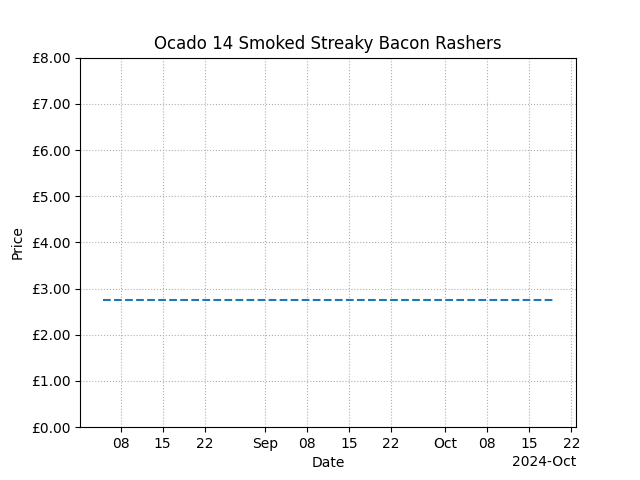 Ocado 14 Smoked Streaky Bacon Rashers
£8.00
£7.00
£6.00
£5.00
£4.00
£3.00
£2.00
£1.00
£0.00
Price
08 15 22 Sep 08 15 22 Oct 08 15 22
Date
2024-Oct